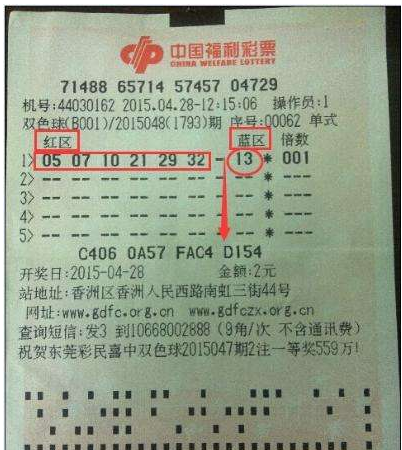 中国福利彩票
CHINA WELFARE LOTTERY
71488 65714 57457 04729
机号:44030162 2015.04.28-12:15:06 操作员:1
双色球(B001)/2015048(1793)期 序号:00062 单式
红区 蓝区 倍数
1> 05 07 10 21 29 32 - 13 * 001
2> -- -- -- -- -- -- - -- * ---
3> -- -- -- -- -- -- - -- * ---
4> -- -- -- -- -- -- - -- * ---
5> -- -- -- -- -- -- - -- * ---
C406 0A57 FAC4 D154
开奖日:2015-04-28 金额:2元
站地址:香洲区香洲人民西路南虹三街44号
网址:www.gdfc.org.cn www.gdfczx.org.cn
查询短信:发3 到10668002888 (9角/次 不含通讯费)
祝贺东莞彩民喜中双色球2015047期2注一等奖559万!